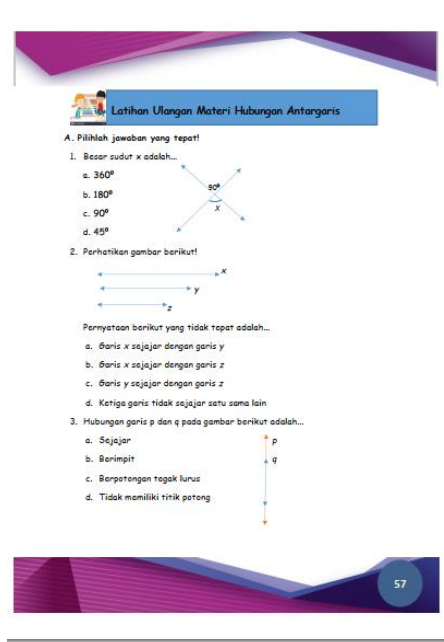 Latihan Ulangan Materi Hubungan Antargaris
A. Pilihlah jawaban yang tepat!
1. Besar sudut x adalah...
a. 360⁰
b. 180⁰
c. 90⁰
d. 45⁰
90⁰
x
2. Perhatikan gambar berikut!
x
y
z
Pernyataan berikut yang tidak tepat adalah...
a. Garis x sejajar dengan garis y
b. Garis x sejajar dengan garis z
c. Garis y sejajar dengan garis z
d. Ketiga garis tidak sejajar satu sama lain
3. Hubungan garis p dan q pada gambar berikut adalah...
a. Sejajar
b. Berimpit
c. Berpotongan tegak lurus
d. Tidak memiliki titik potong
p
q
57